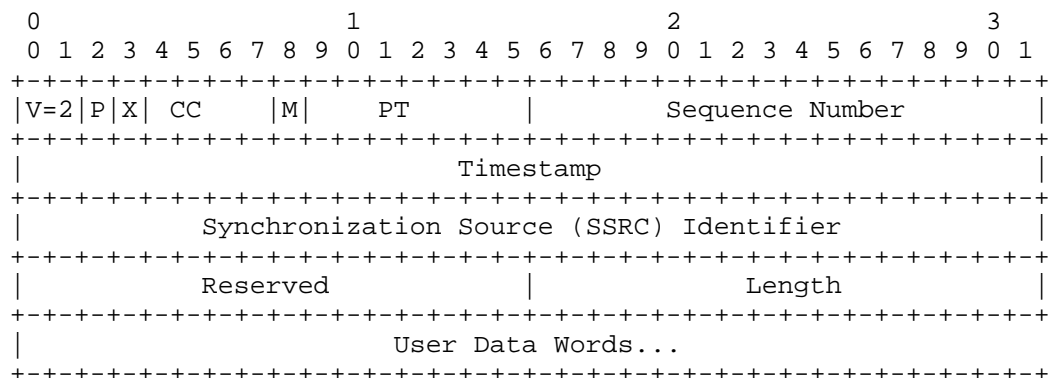 0                   1                   2                   3
 0 1 2 3 4 5 6 7 8 9 0 1 2 3 4 5 6 7 8 9 0 1 2 3 4 5 6 7 8 9 0 1
+-+-+-+-+-+-+-+-+-+-+-+-+-+-+-+-+-+-+-+-+-+-+-+-+-+-+-+-+-+-+-+-+
|V=2|P|X| CC    |M|    PT       |        Sequence Number        |
+-+-+-+-+-+-+-+-+-+-+-+-+-+-+-+-+-+-+-+-+-+-+-+-+-+-+-+-+-+-+-+-+
|                           Timestamp                           |
+-+-+-+-+-+-+-+-+-+-+-+-+-+-+-+-+-+-+-+-+-+-+-+-+-+-+-+-+-+-+-+-+
|           Synchronization Source (SSRC) Identifier            |
+-+-+-+-+-+-+-+-+-+-+-+-+-+-+-+-+-+-+-+-+-+-+-+-+-+-+-+-+-+-+-+-+
|           Reserved            |             Length            |
+-+-+-+-+-+-+-+-+-+-+-+-+-+-+-+-+-+-+-+-+-+-+-+-+-+-+-+-+-+-+-+-+
|                       User Data Words...
+-+-+-+-+-+-+-+-+-+-+-+-+-+-+-+-+-+-+-+-+-+-+-+-+-+-+-+-+-+-+-+-+